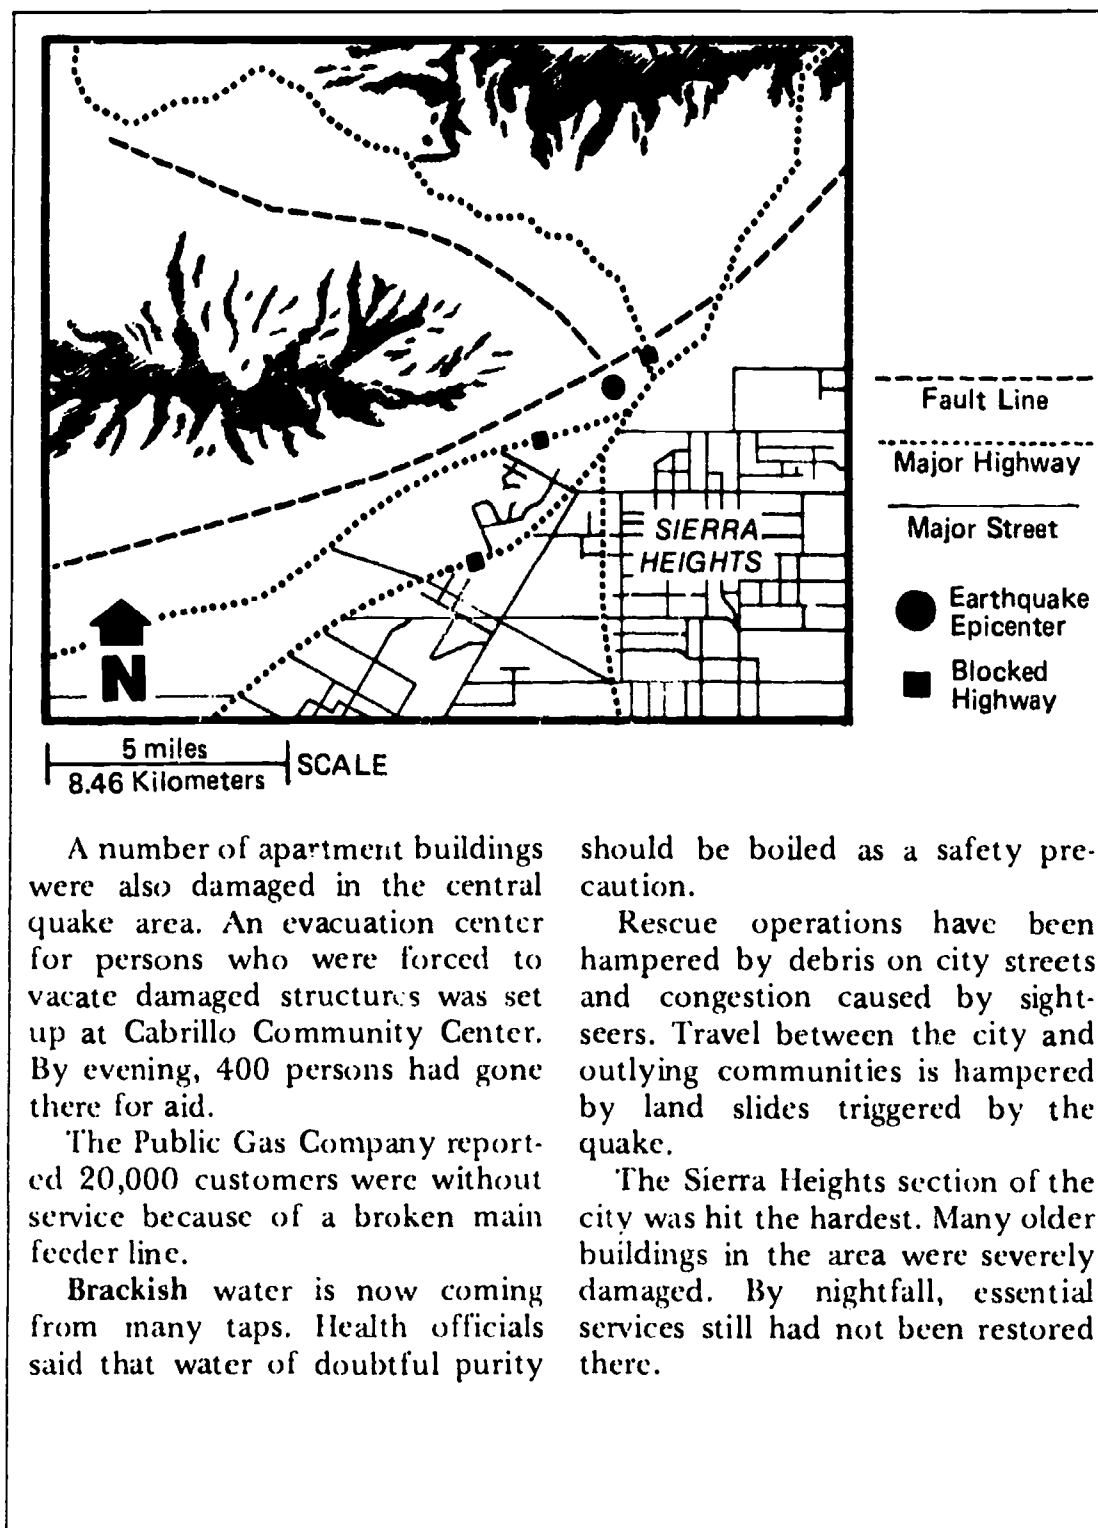 SIERRA
HEIGHTS
N
Fault Line
Major Highway
Major Street
Earthquake
Epicenter
Blocked
Highway
5 miles
8.46 Kilometers
SCALE
A number of apartment buildings
were also damaged in the central
quake area. An evacuation center
for persons who were forced to
vacate damaged structures was set
up at Cabrillo Community Center.
By evening, 400 persons had gone
there for aid.
The Public Gas Company report-
ed 20,000 customers were without
service because of a broken main
feeder line.
Brackish water is now coming
from many taps. Health officials
said that water of doubtful purity
should be boiled as a safety pre-
caution.
Rescue operations have been
hampered by debris on city streets
and congestion caused by sight-
seers. Travel between the city and
outlying communities is hampered
by land slides triggered by the
quake.
The Sierra Heights section of the
city was hit the hardest. Many older
buildings in the area were severely
damaged. By nightfall, essential
services still had not been restored
there.